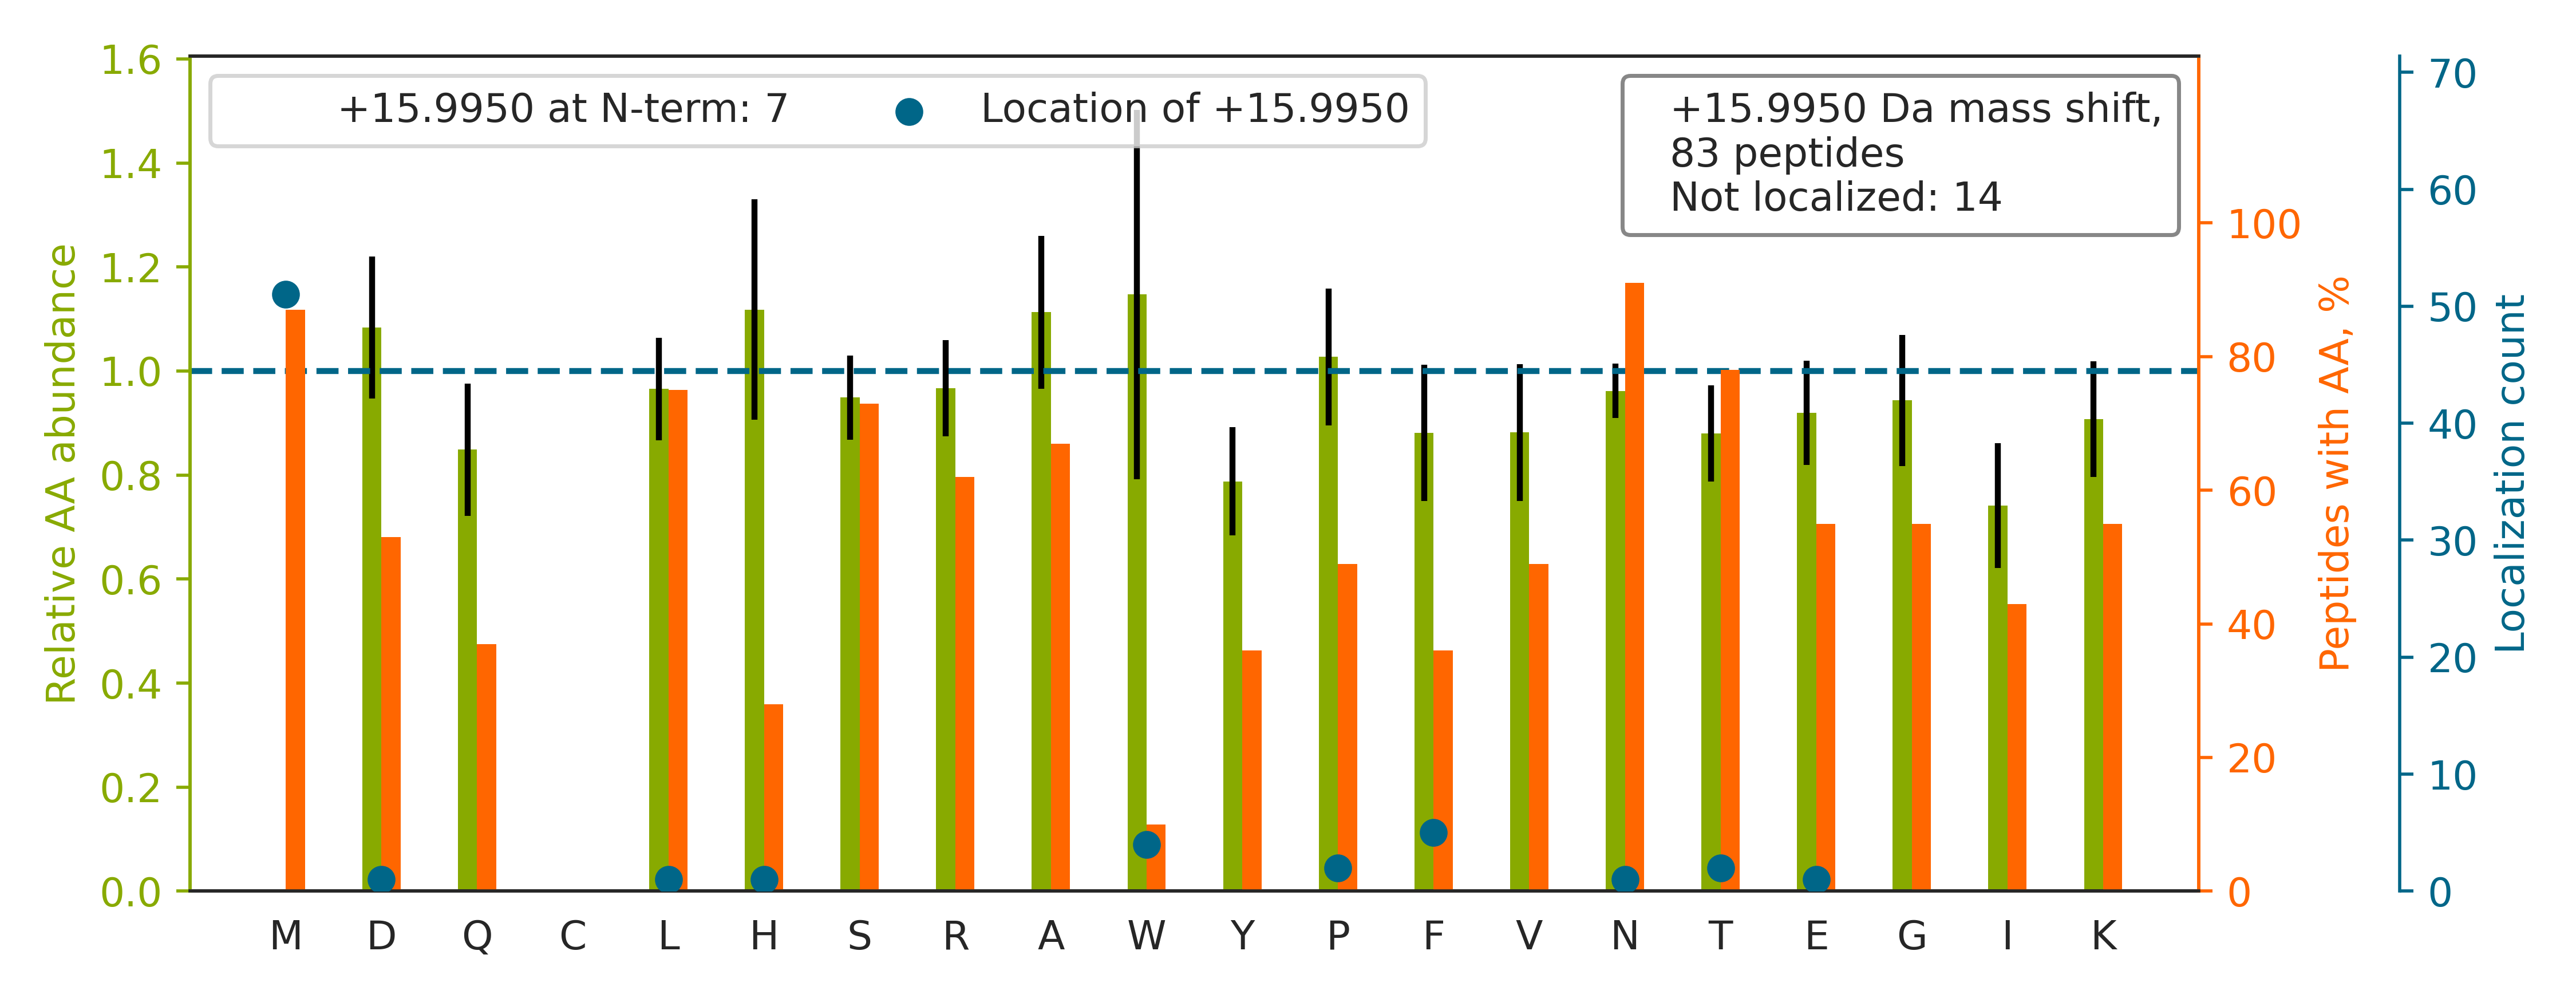 +15.9950 at N-term: 7
Location of +15.9950
+15.9950 Da mass shift,
83 peptides
Not localized: 14
Relative AA abundance
1.6
1.4
1.2
1.0
0.8
0.6
0.4
0.2
0.0
M D Q C L H S R A W Y P F V N T E G I K
100
80
60
40
20
0
Peptides with AA, %
70
60
50
40
30
20
10
0
Localization count